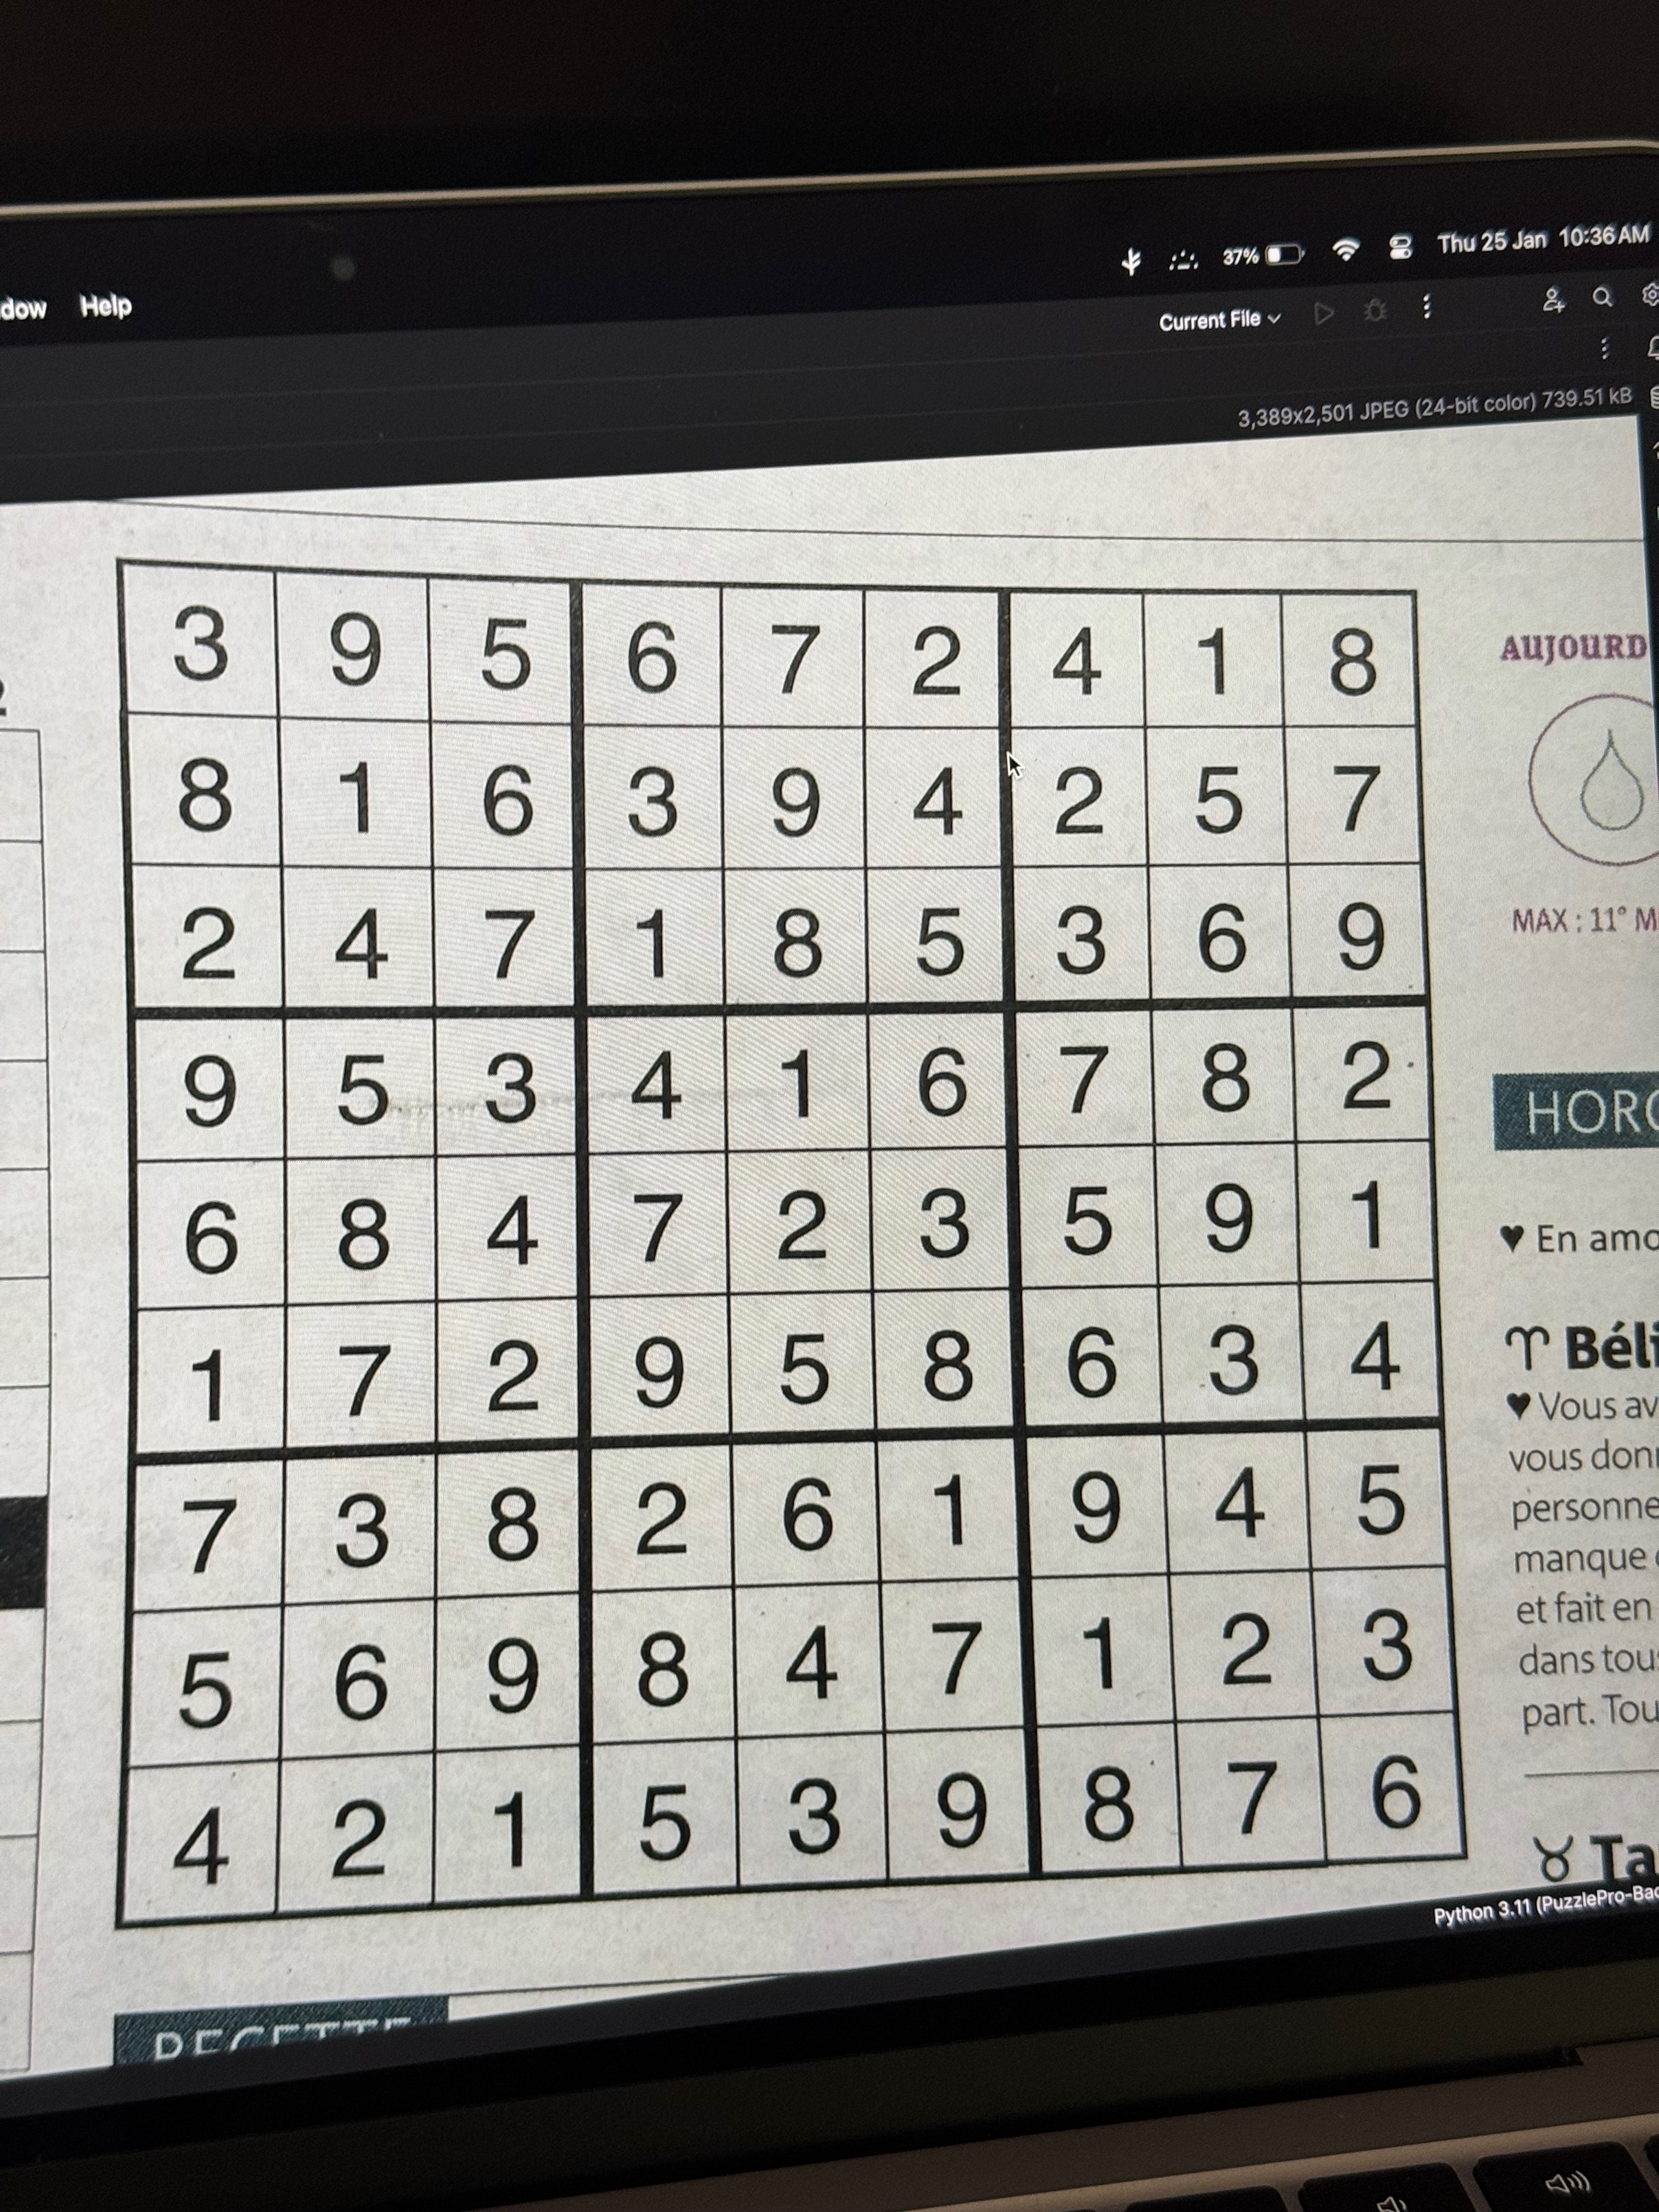 Help
37%
Thu 25 Jan 10:36 AM
Current File
3,389x2,501 JPEG (24-bit color) 739.51 kB
3 9 5 6 7 2 4 1 8
8 1 6 3 9 4 2 5 7
2 4 7 1 8 5 3 6 9
9 5 3 4 1 6 7 8 2
6 8 4 7 2 3 5 9 1
1 7 2 9 5 8 6 3 4
7 3 8 2 6 1 9 4 5
5 6 9 8 4 7 1 2 3
4 2 1 5 3 9 8 7 6
AUJOURD
MAX : 11° M
HORO
♥ En amo
♈ Béli
♥ Vous av
vous donn
personne
manque
et fait en
dans tous
part. Tou
♉ Ta
Python 3.11 (PuzzlePro-Bac